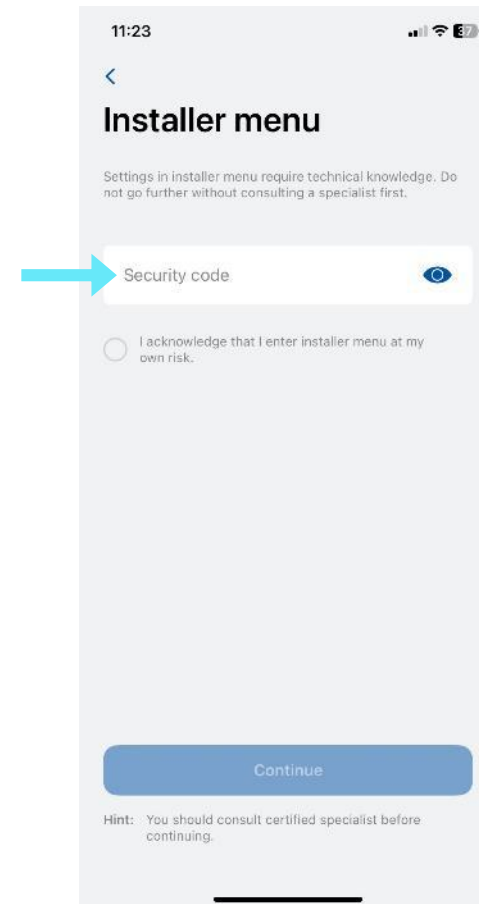 11:23
37
Installer menu
Settings in installer menu require technical knowledge. Do
not go further without consulting a specialist first.
Security code
I acknowledge that I enter installer menu at my
own risk.
Continue
Hint: You should consult certified specialist before
continuing.